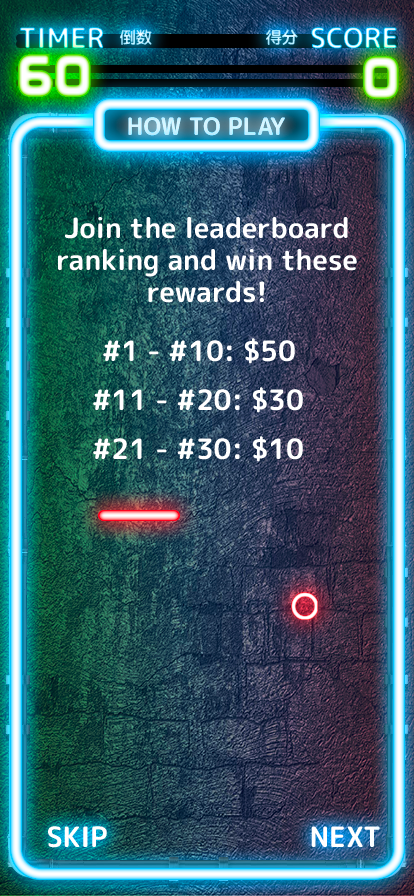 TIMER 倒数 得分 SCORE
60 0
HOW TO PLAY
Join the leaderboard
ranking and win these
rewards!
#1 - #10: $50
#11 - #20: $30
#21 - #30: $10
SKIP NEXT